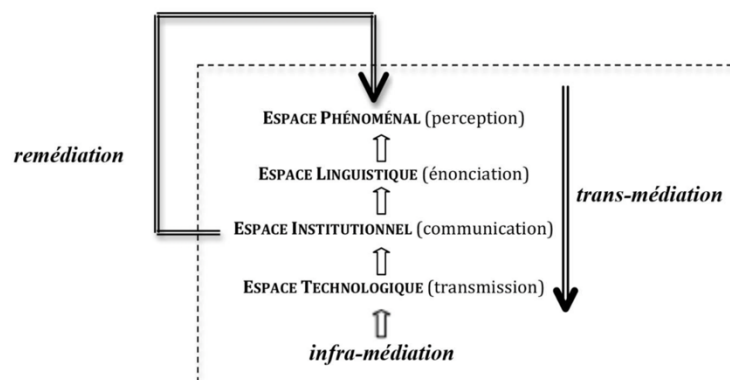 ESPACE PHÉNOMÉNAL (perception)
remédiation
ESPACE LINGUISTIQUE (énonciation)
trans-médiation
ESPACE INSTITUTIONNEL (communication)
ESPACE TECHNOLOGIQUE (transmission)
infra-médiation